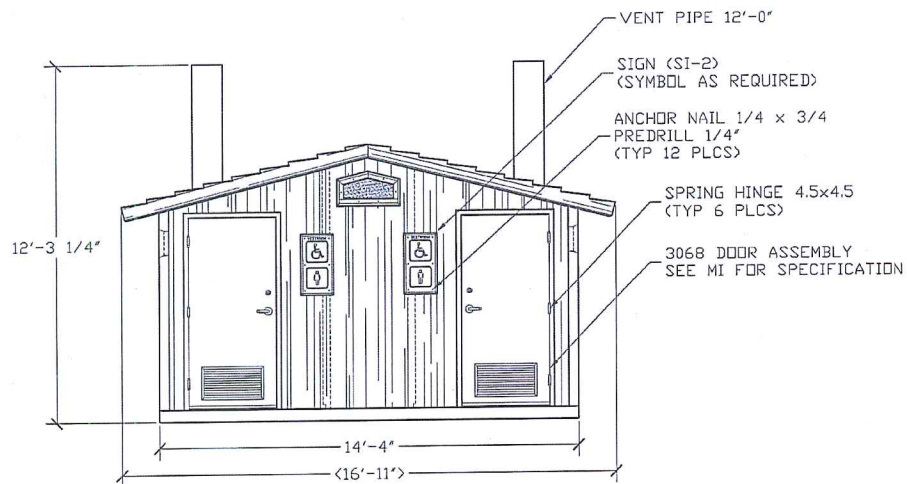 VENT PIPE 12'-0"
SIGN (SI-2)
(SYMBOL AS REQUIRED)
ANCHOR NAIL 1/4 x 3/4
PREDRILL 1/4"
(TYP 12 PLCS)
SPRING HINGE 4.5x4.5
(TYP 6 PLCS)
3068 DOOR ASSEMBLY
SEE MI FOR SPECIFICATION
12'-3 1/4"
14'-4"
<16'-11">